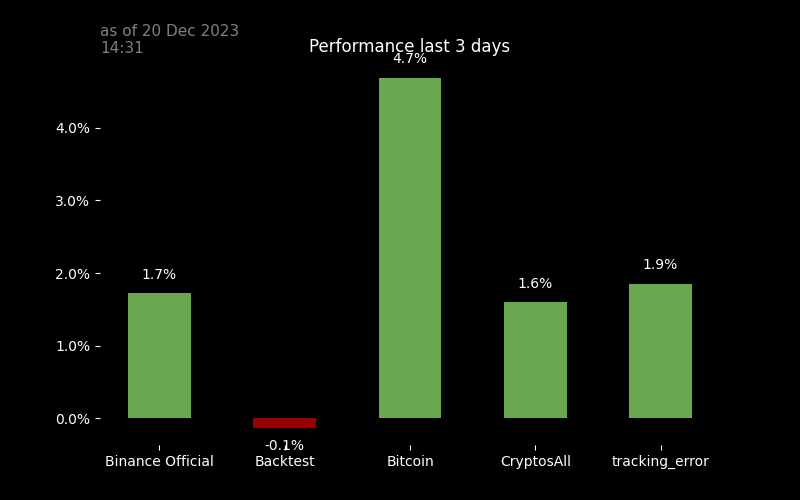 as of 20 Dec 2023
14:31
Performance last 3 days
4.7%
4.0%
3.0%
2.0%
1.0%
0.0%
1.7%
-0.1%
1.6%
1.9%
Binance Official
Backtest
Bitcoin
CryptosAll
tracking_error